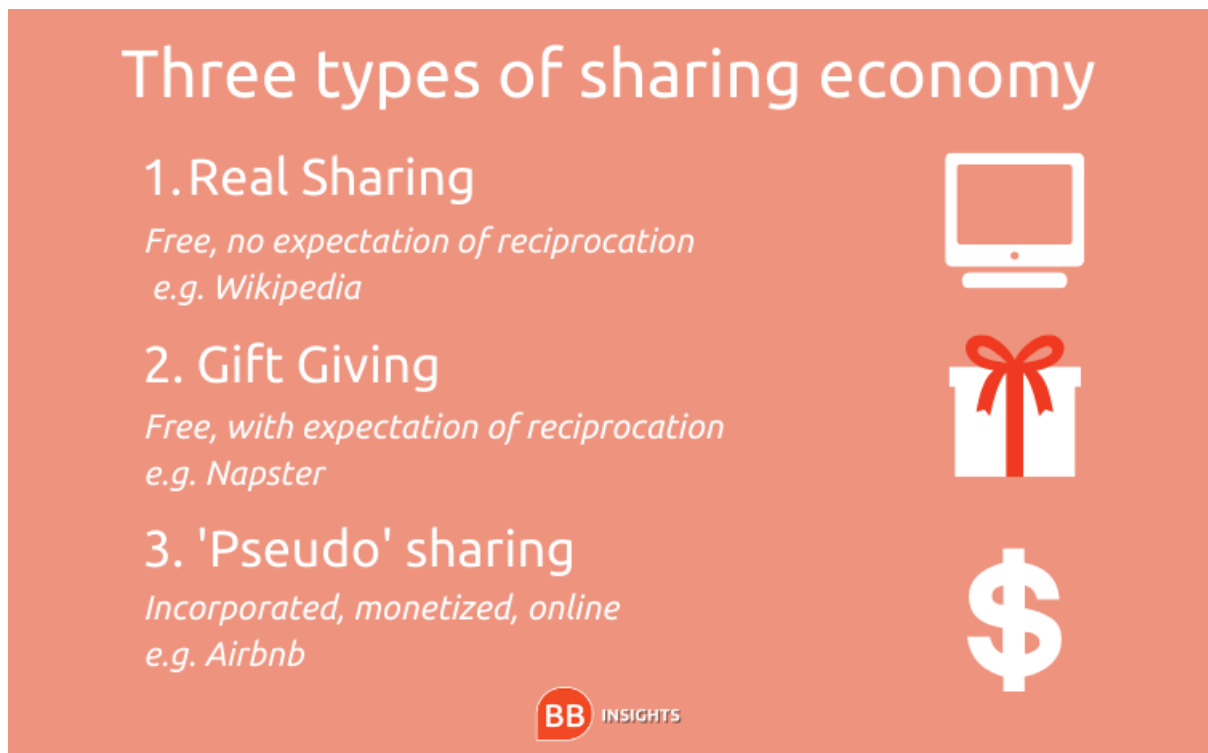 Three types of sharing economy
1. Real Sharing
Free, no expectation of reciprocation
e.g. Wikipedia
2. Gift Giving
Free, with expectation of reciprocation
e.g. Napster
3. 'Pseudo' sharing
Incorporated, monetized, online
e.g. Airbnb
$
BB INSIGHTS